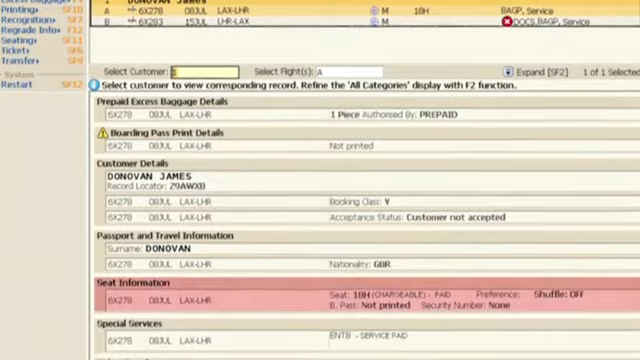 Excess Baggage▸ F4
Printing▸ SF10
Recognition▸ SF7
Regrade Info▸ F12
Seating▸ SF11
Ticket▸ SF6
Transfer▸ SF9
System
Restart SF12
1 DONOVAN JAMES
A 6X278 08JUL LAX-LHR M 18H BAGP, Service
B 6X283 15JUL LHR-LAX M DOCS,BAGP, Service
Select Customer: 1 Select Flight(s): A Expand [SF2] 1 of 1 Selected
Select customer to view corresponding record. Refine the 'All Categories' display with F2 function.
Prepaid Excess Baggage Details
6X278 08JUL LAX-LHR 1 Piece Authorised By: PREPAID
Boarding Pass Print Details
6X278 08JUL LAX-LHR Not printed
Customer Details
DONOVAN JAMES
Record Locator: Z9AWXB
6X278 08JUL LAX-LHR Booking Class: Y
6X278 08JUL LAX-LHR Acceptance Status: Customer not accepted
Passport and Travel Information
Surname: DONOVAN
6X278 08JUL LAX-LHR Nationality: GBR
Seat Information
6X278 08JUL LAX-LHR Seat: 18H (CHARGEABLE) - PAID Preference: Shuffle: OFF
B. Pass: Not printed Security Number: None
Special Services
6X278 08JUL LAX-LHR ENTB - SERVICE PAID